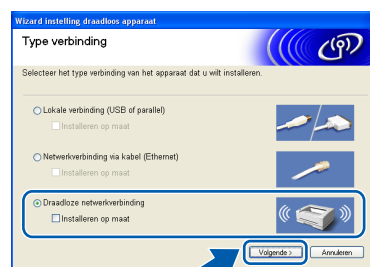 Wizard instelling draadloos apparaat
Type verbinding
Selecteer het type verbinding van het apparaat dat u wilt installeren.
Lokale verbinding (USB of parallel)
Installeren op maat
Netwerkverbinding via kabel (Ethernet)
Installeren op maat
Draadloze netwerkverbinding
Installeren op maat
Volgende >
Annuleren